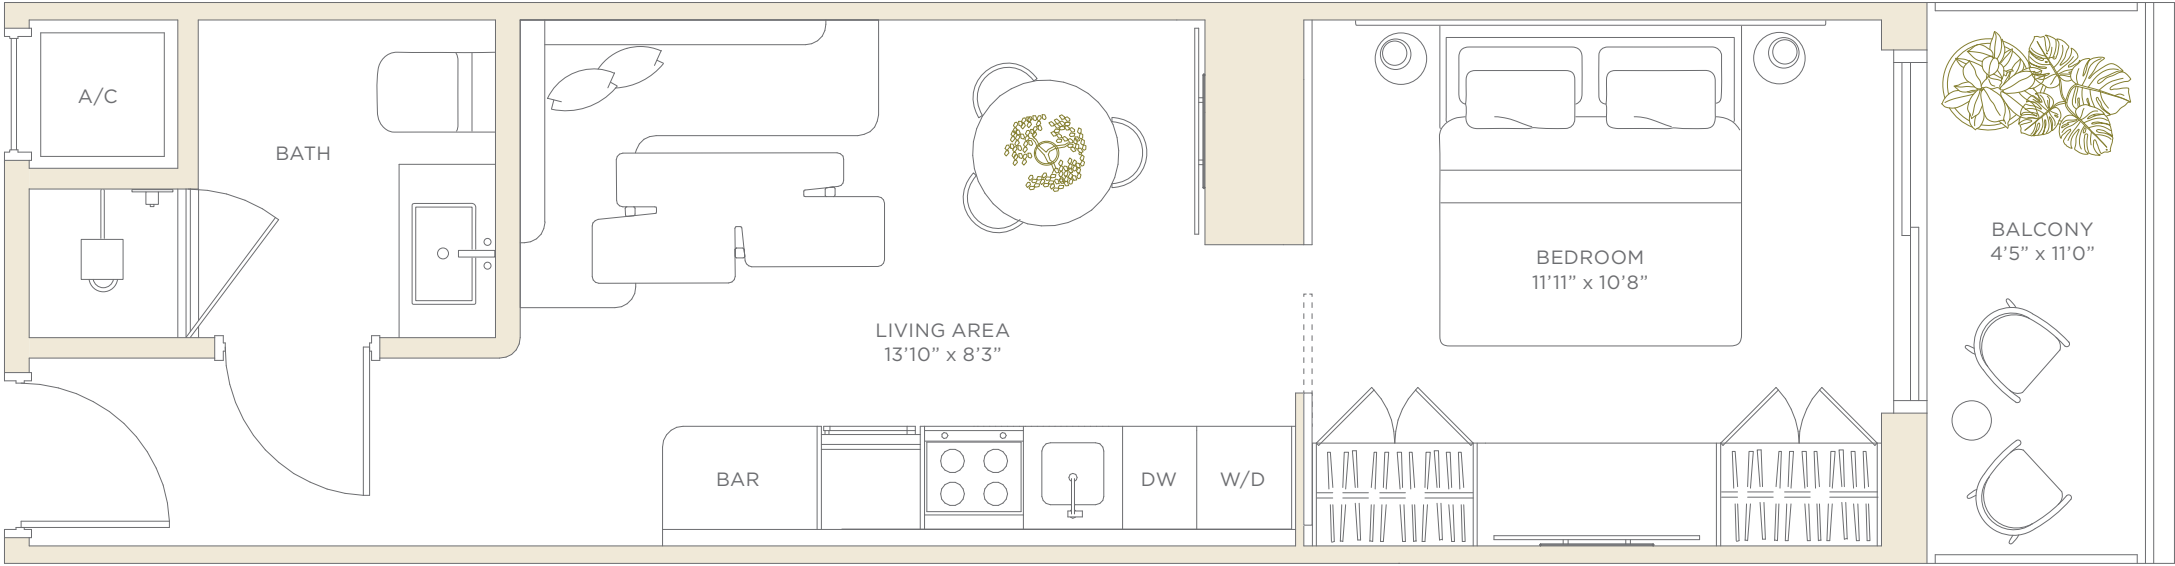 A/C
BATH
LIVING AREA
13’10” x 8’3”
BAR
DW
W/D
BEDROOM
11’11” x 10’8”
BALCONY
4’5” x 11’0”